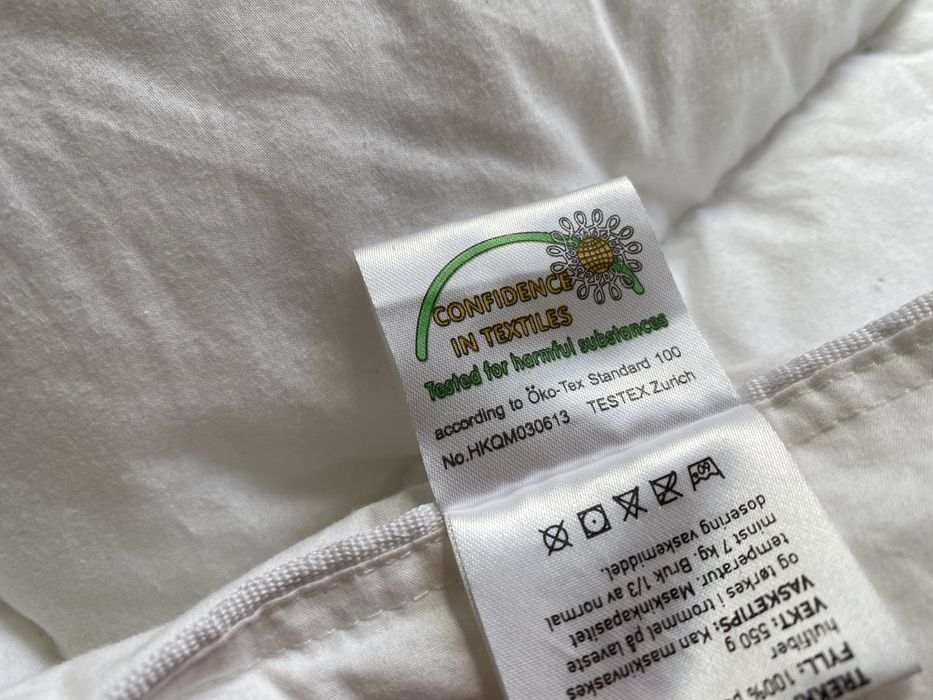 CONFIDENCE
IN TEXTILES
Tested for harmful substances
according to Öko-Tex Standard 100
No.HKQM030613 TESTEX Zurich
FYLL: 100%
hulfiber
VEKT: 550 g
VASKETIPS: Kan maskinvaskes
og tørkes i trommel på laveste
temperatur. Maskinkapasitet
minst 7 kg. Bruk 1/3 av normal
dosering vaskemiddel.
60